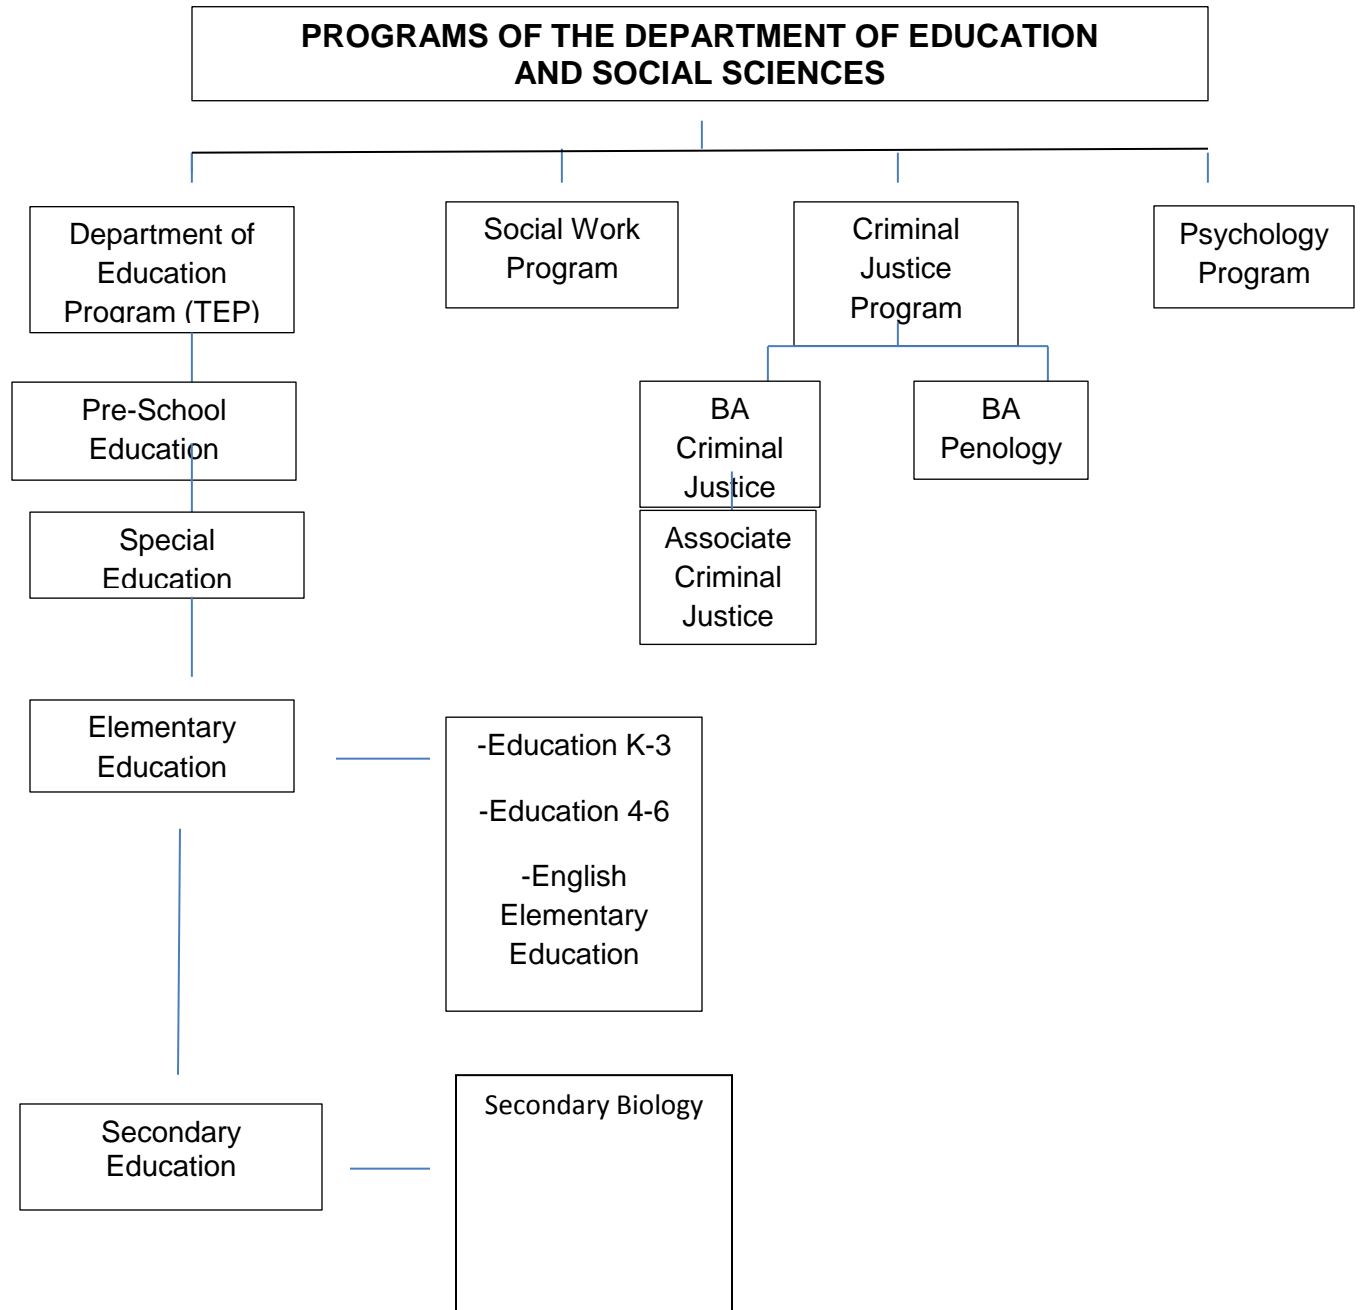 PROGRAMS OF THE DEPARTMENT OF EDUCATION
AND SOCIAL SCIENCES
Department of
Education
Program (TEP)
Social Work
Program
Criminal
Justice
Program
Psychology
Program
Pre-School
Education
BA
Criminal
Justice
BA
Penology
Special
Education
Associate
Criminal
Justice
Elementary
Education
-Education K-3
-Education 4-6
-English
Elementary
Education
Secondary
Education
Secondary Biology